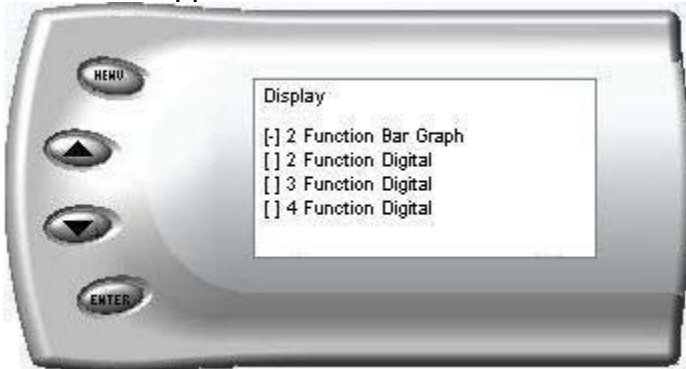 MENU
Display
[-] 2 Function Bar Graph
[ ] 2 Function Digital
[ ] 3 Function Digital
[ ] 4 Function Digital
ENTER